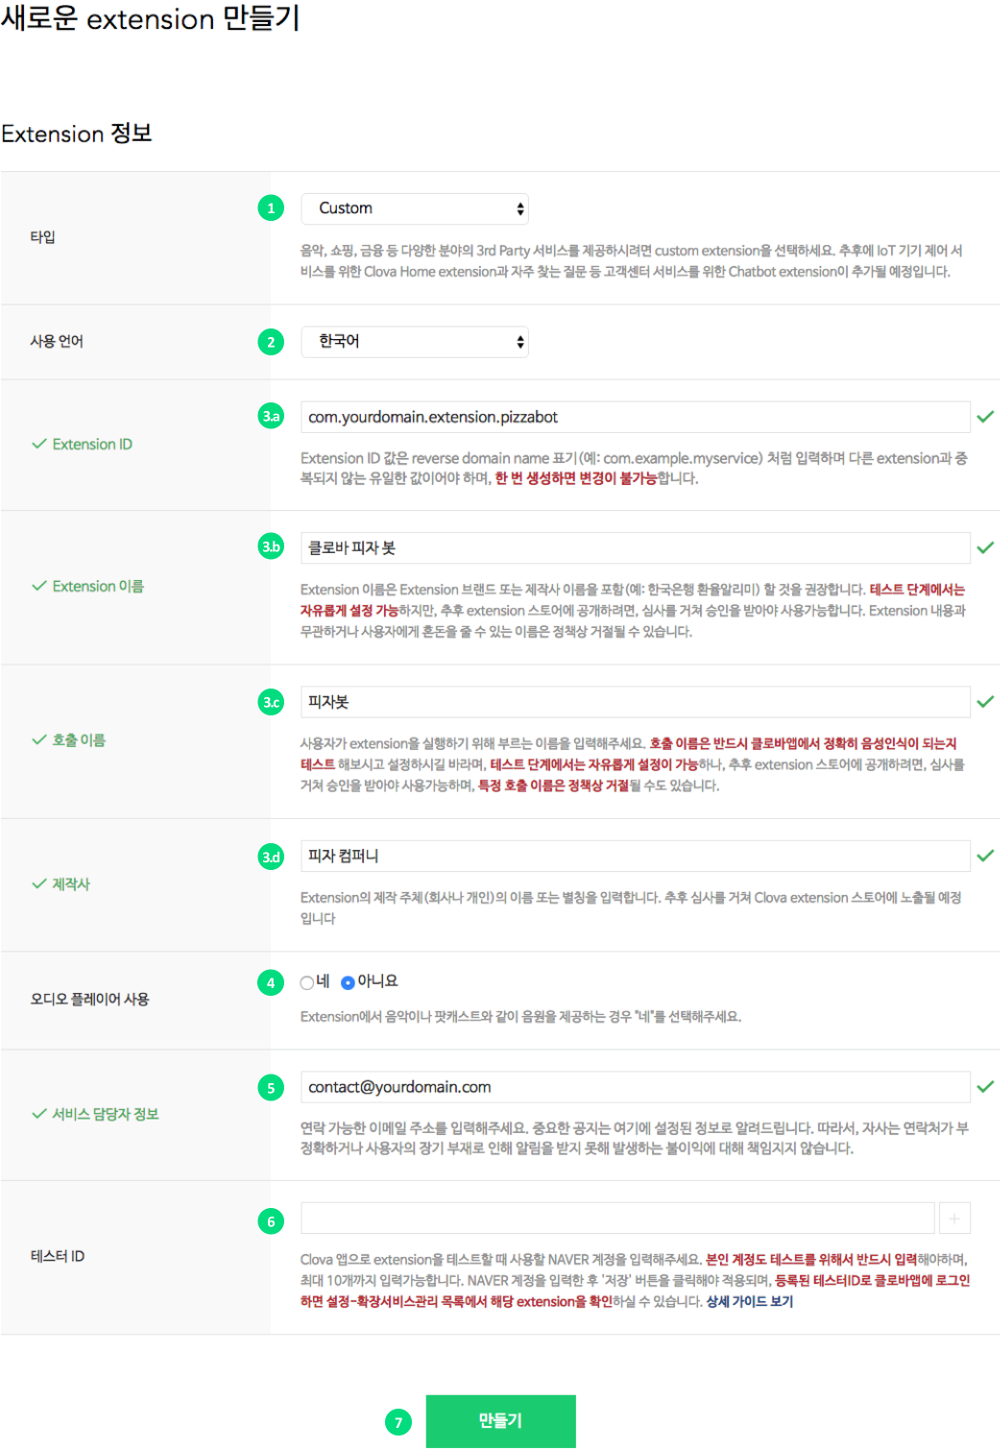 새로운 extension 만들기
Extension 정보
타입
1
Custom
음악, 쇼핑, 금융 등 다양한 분야의 3rd Party 서비스를 제공하시려면 custom extension을 선택하세요. 추후에 IoT 기기 제어 서
비스를 위한 Clova Home extension과 자주 찾는 질문 등 고객센터 서비스를 위한 Chatbot extension이 추가될 예정입니다.
사용 언어
2
한국어
Extension ID
3.a
com.yourdomain.extension.pizzabot
Extension ID 값은 reverse domain name 표기(예: com.example.myservice) 처럼 입력하며 다른 extension과 중
복되지 않는 유일한 값이어야 하며, 한 번 생성하면 변경이 불가능합니다.
Extension 이름
3.b
클로바 피자 봇
Extension 이름은 Extension 브랜드 또는 제작사 이름을 포함(예: 한국은행 환율알리미) 할 것을 권장합니다. 테스트 단계에서는
자유롭게 설정 가능하지만, 추후 extension 스토어에 공개하려면, 심사를 거쳐 승인을 받아야 사용가능합니다. Extension 내용과
무관하거나 사용자에게 혼돈을 줄 수 있는 이름은 정책상 거절될 수 있습니다.
호출 이름
3.c
피자봇
사용자가 extension을 실행하기 위해 부르는 이름을 입력해주세요. 호출 이름은 반드시 클로바앱에서 정확히 음성인식이 되는지
테스트 해보시고 설정하시길 바라며, 테스트 단계에서는 자유롭게 설정이 가능하나, 추후 extension 스토어에 공개하려면, 심사를
거쳐 승인을 받아야 사용가능하며, 특정 호출 이름은 정책상 거절될 수도 있습니다.
제작사
3.d
피자 컴퍼니
Extension의 제작 주체(회사나 개인)의 이름 또는 별칭을 입력합니다. 추후 심사를 거쳐 Clova extension 스토어에 노출될 예정
입니다
오디오 플레이어 사용
4
네 아니요
Extension에서 음악이나 팟캐스트와 같이 음원을 제공하는 경우 "네"를 선택해주세요.
서비스 담당자 정보
5
contact@yourdomain.com
연락 가능한 이메일 주소를 입력해주세요. 중요한 공지는 여기에 설정된 정보로 알려드립니다. 따라서, 자사는 연락처가 부
정확하거나 사용자의 장기 부재로 인해 알림을 받지 못해 발생하는 불이익에 대해 책임지지 않습니다.
테스터 ID
6
+
Clova 앱으로 extension을 테스트할 때 사용할 NAVER 계정을 입력해주세요. 본인 계정도 테스트를 위해서 반드시 입력해야하며,
최대 10개까지 입력가능합니다. NAVER 계정을 입력한 후 '저장' 버튼을 클릭해야 적용되며, 등록된 테스터ID로 클로바앱에 로그인
하면 설정-확장서비스관리 목록에서 해당 extension을 확인하실 수 있습니다. 상세 가이드 보기
7
만들기